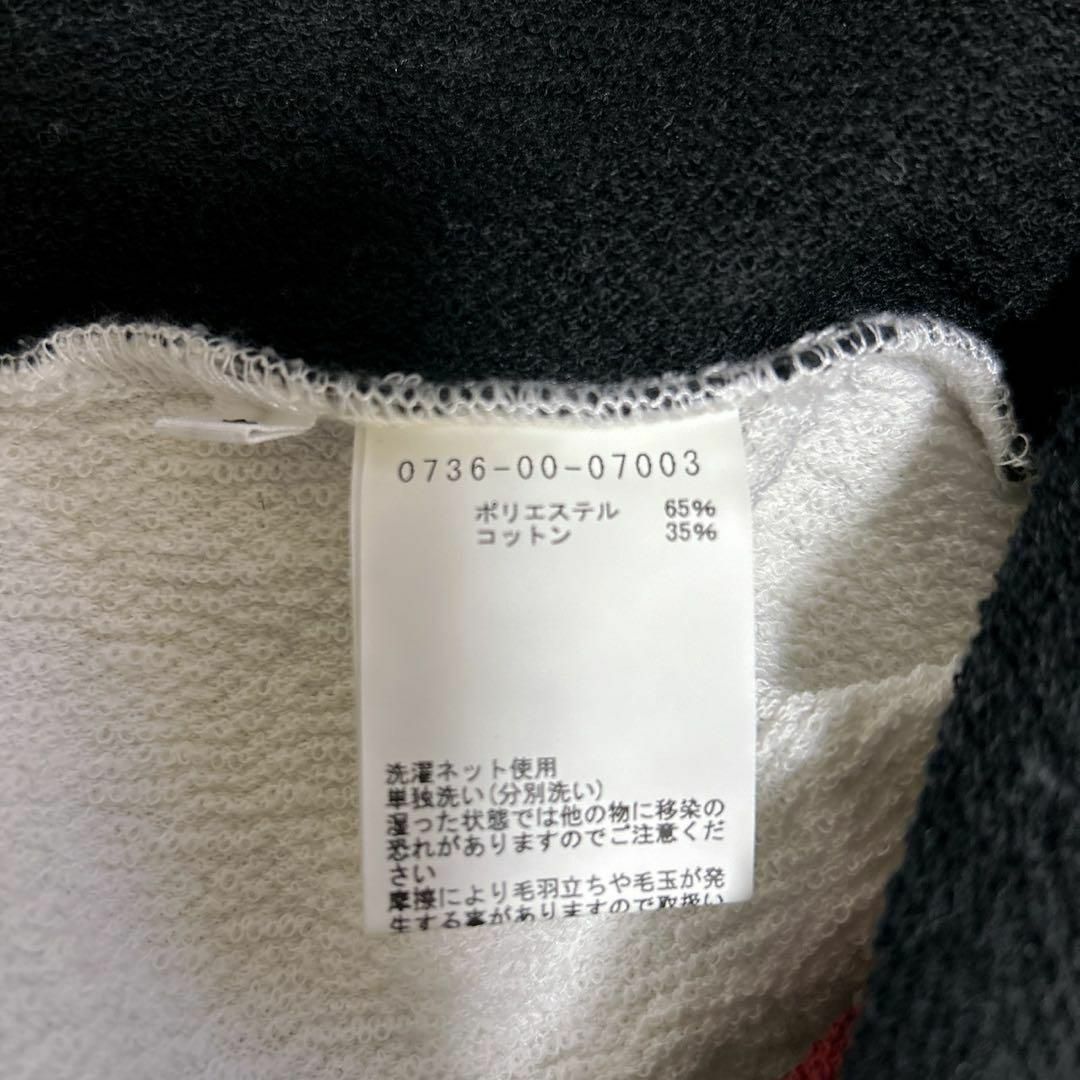 0736-00-07003
ポリエステル 65%
コットン 35%
洗濯ネット使用
単独洗い(分別洗い)
湿った状態では他の物に移染の
恐れがありますのでご注意くだ
さい
摩擦により毛羽立ちや毛玉が発
生する事がありますので取扱い